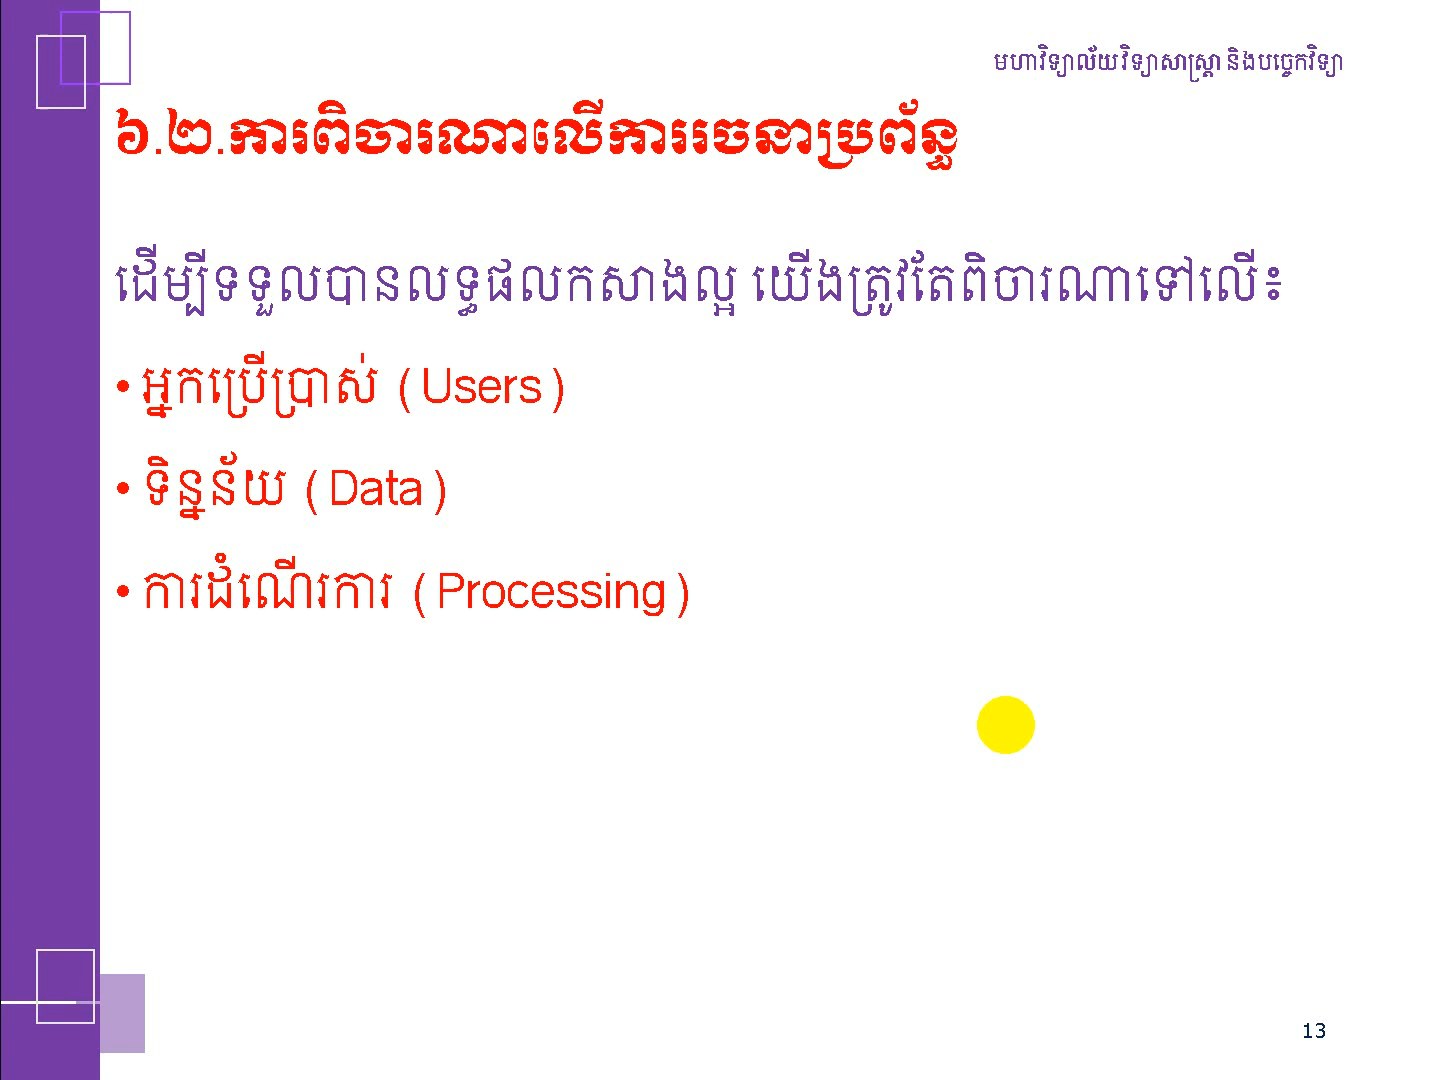 មហាវិទ្យាល័យវិទ្យាសាស្ត្រា និងបច្ចេកវិទ្យា
៦.២.ការពិចារណាលើការរចនាប្រព័ន្ធ
ដើម្បីទទួលបានលទ្ធផលកសាងល្អ យើងត្រូវតែពិចារណាទៅលើ៖
• អ្នកប្រើប្រាស់ (Users)
• ទិន្នន័យ (Data)
• ការដំណើរការ (Processing)
13